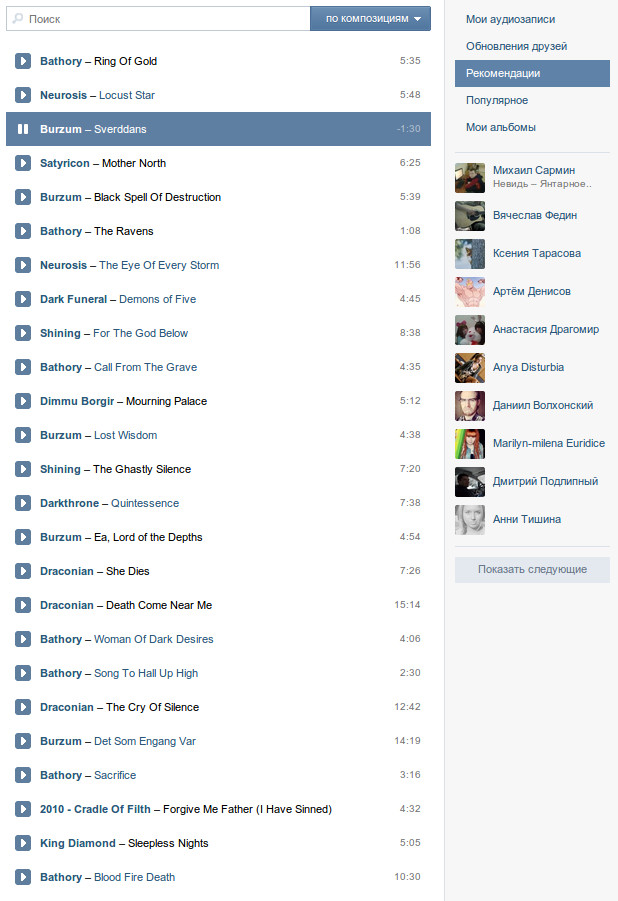 Поиск
по композициям
Bathory – Ring Of Gold 5:35
Neurosis – Locust Star 5:48
Burzum – Sverddans -1:30
Satyricon – Mother North 6:25
Burzum – Black Spell Of Destruction 5:39
Bathory – The Ravens 1:08
Neurosis – The Eye Of Every Storm 11:56
Dark Funeral – Demons of Five 4:45
Shining – For The God Below 8:38
Bathory – Call From The Grave 4:35
Dimmu Borgir – Mourning Palace 5:12
Burzum – Lost Wisdom 4:38
Shining – The Ghastly Silence 7:20
Darkthrone – Quintessence 7:38
Burzum – Ea, Lord of the Depths 4:54
Draconian – She Dies 7:26
Draconian – Death Come Near Me 15:14
Bathory – Woman Of Dark Desires 4:06
Bathory – Song To Hall Up High 2:30
Draconian – The Cry Of Silence 12:42
Burzum – Det Som Engang Var 14:19
Bathory – Sacrifice 3:16
2010 - Cradle Of Filth – Forgive Me Father (I Have Sinned) 4:32
King Diamond – Sleepless Nights 5:05
Bathory – Blood Fire Death 10:30
Мои аудиозаписи
Обновления друзей
Рекомендации
Популярное
Мои альбомы
Михаил Сармин
Невидь – Янтарное..
Вячеслав Федин
Ксения Тарасова
Артём Денисов
Анастасия Драгомир
Anya Disturbia
Даниил Волхонский
Marilyn-milena Euridice
Дмитрий Подлипный
Анни Тишина
Показать следующие